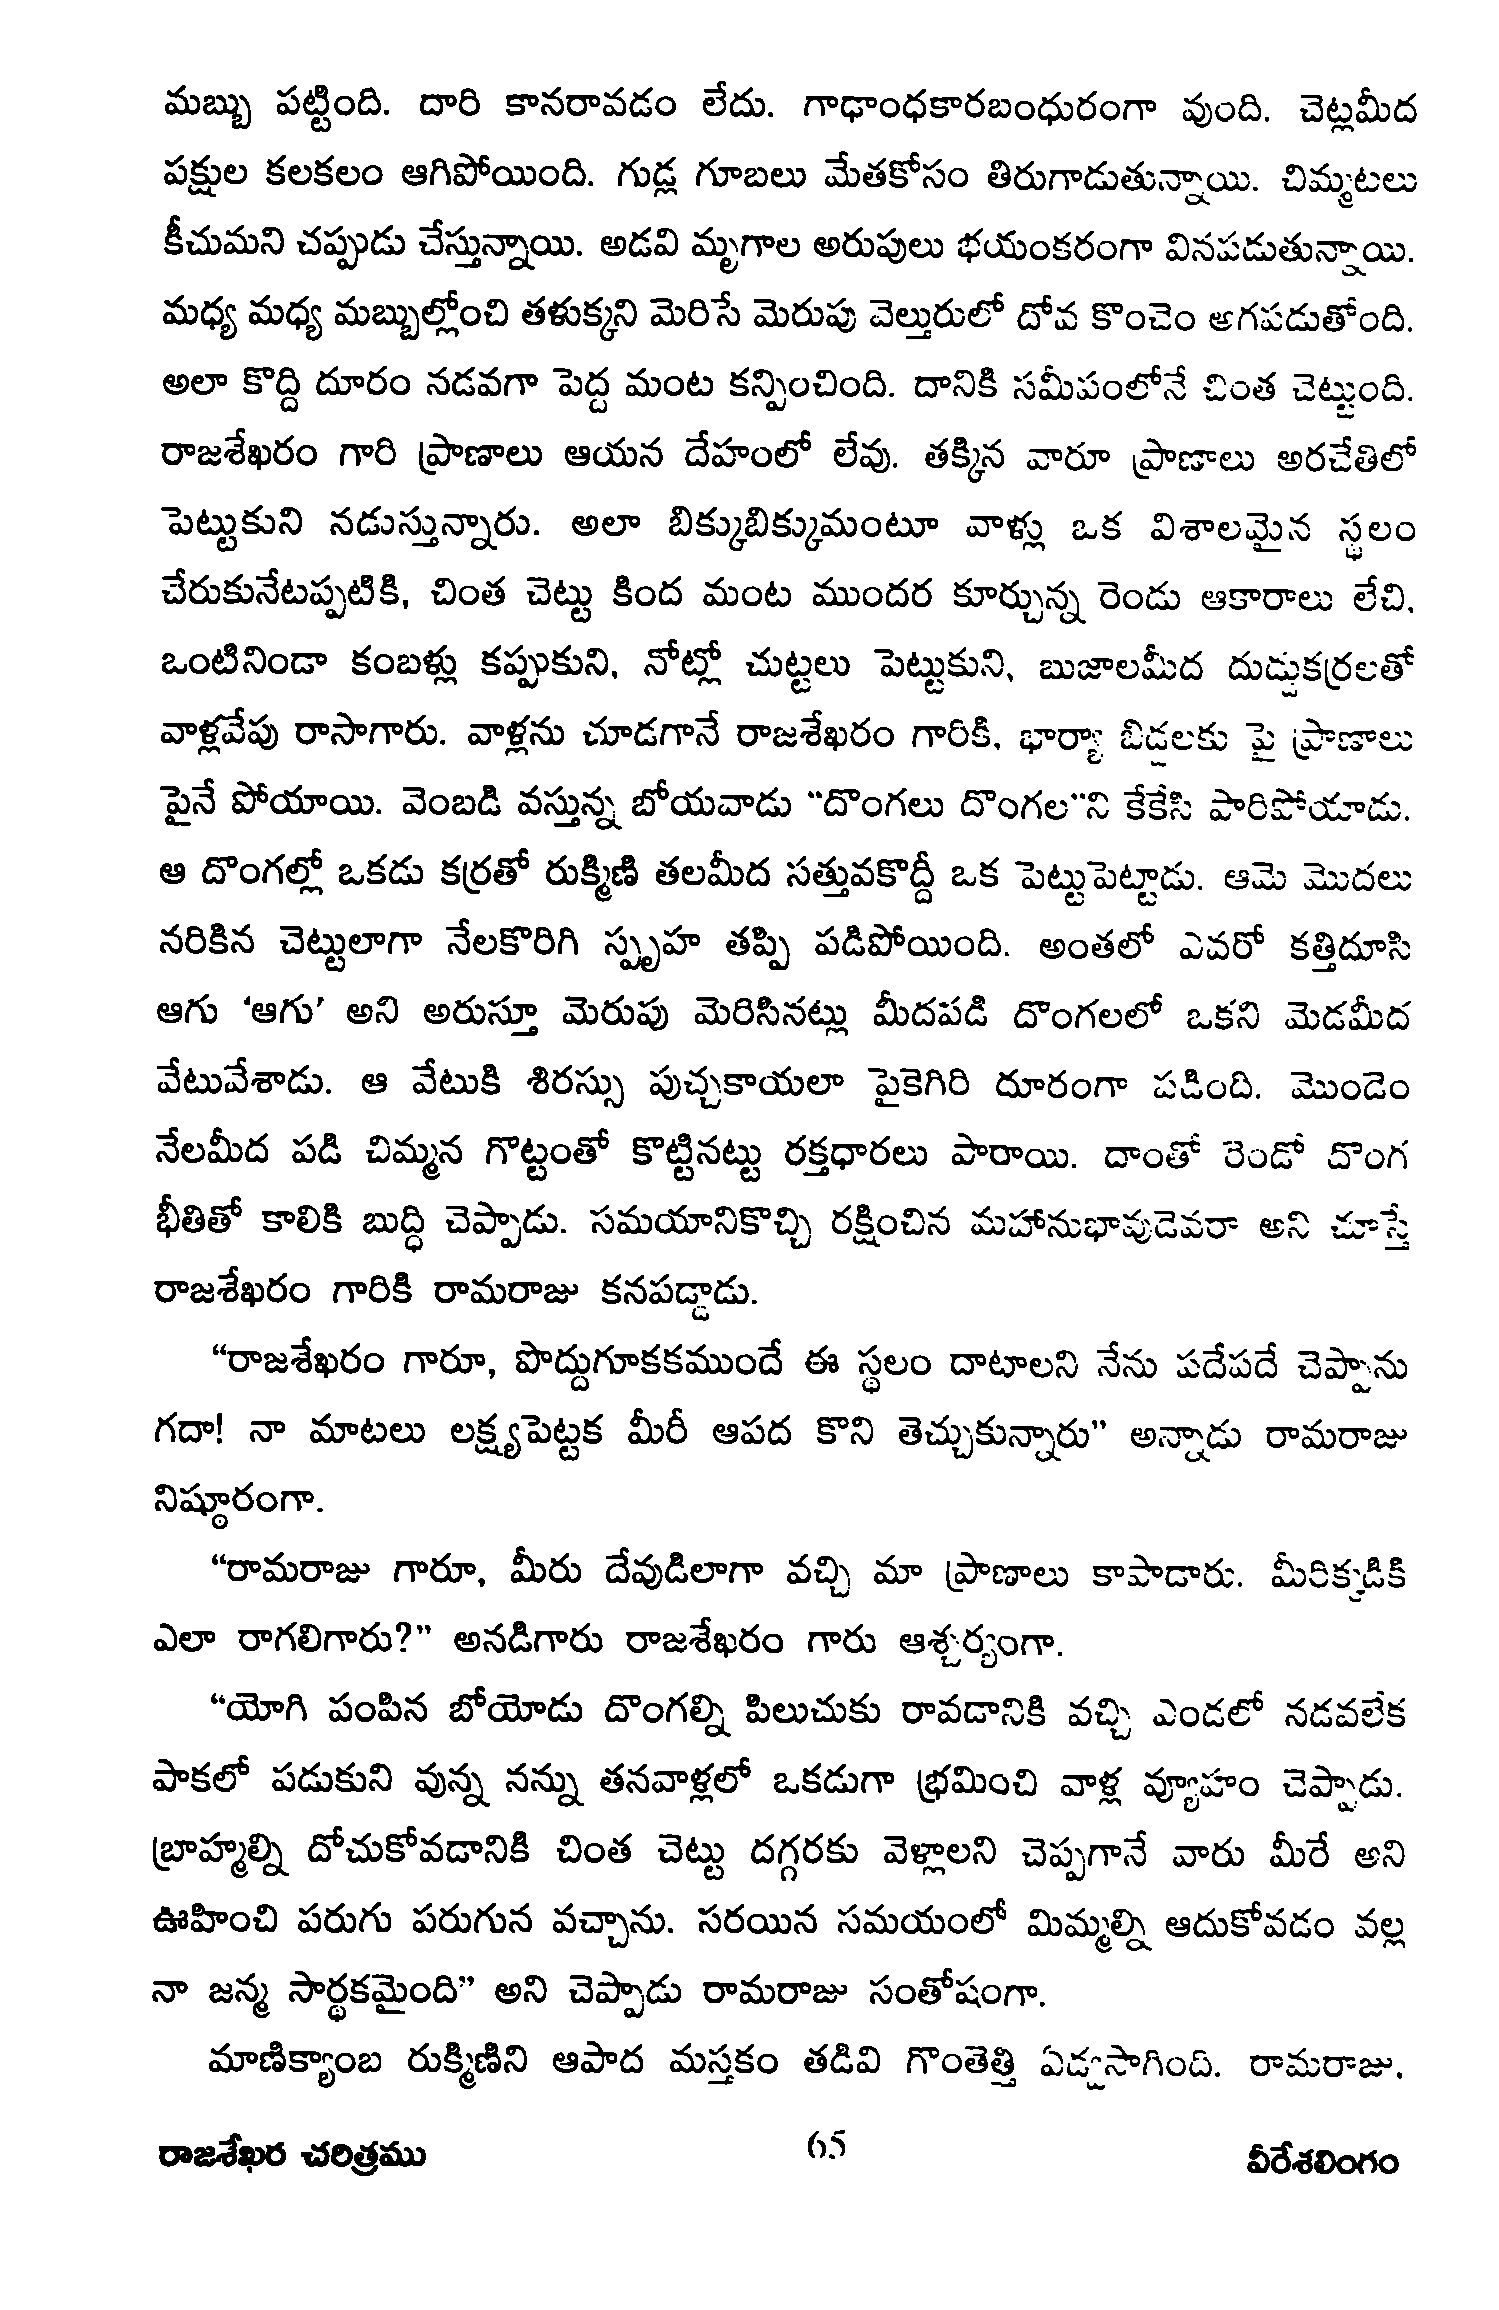 మబ్బు పట్టింది. దారి కానరావడం లేదు. గాఢాంధకారబంధురంగా వుంది. చెట్లమీద
పక్షుల కలకలం ఆగిపోయింది. గుడ్ల గూబలు మేతకోసం తిరుగాడుతున్నాయి. చిమ్మటలు
కీచుమని చప్పుడు చేస్తున్నాయి. అడవి మృగాల అరుపులు భయంకరంగా వినపడుతున్నాయి.
మధ్య మధ్య మబ్బుల్లోంచి తళుక్కని మెరిసే మెరుపు వెల్తురులో దోవ కొంచెం అగపడుతోంది.
అలా కొద్ది దూరం నడవగా పెద్ద మంట కన్పించింది. దానికి సమీపంలోనే చింత చెట్టుంది.
రాజశేఖరం గారి ప్రాణాలు ఆయన దేహంలో లేవు. తక్కిన వారూ ప్రాణాలు అరచేతిలో
పెట్టుకుని నడుస్తున్నారు. అలా బిక్కుబిక్కుమంటూ వాళ్లు ఒక విశాలమైన స్థలం
చేరుకునేటప్పటికి, చింత చెట్టు కింద మంట ముందర కూర్చున్న రెండు ఆకారాలు లేచి,
ఒంటినిండా కంబళ్లు కప్పుకుని, నోట్లో చుట్టలు పెట్టుకుని, బుజాలమీద దుడ్డుకర్రలతో
వాళ్లవేపు రాసాగారు. వాళ్లను చూడగానే రాజశేఖరం గారికి, భార్యా బిడ్డలకు పై ప్రాణాలు
పైనే పోయాయి. వెంబడి వస్తున్న బోయవాడు “దొంగలు దొంగల”ని కేకేసి పారిపోయాడు.
ఆ దొంగల్లో ఒకడు కర్రతో రుక్మిణి తలమీద సత్తువకొద్దీ ఒక పెట్టుపెట్టాడు. ఆమె మొదలు
నరికిన చెట్టులాగా నేలకొరిగి స్పృహ తప్పి పడిపోయింది. అంతలో ఎవరో కత్తిదూసి
ఆగు ‘ఆగు’ అని అరుస్తూ మెరుపు మెరిసినట్లు మీదపడి దొంగలలో ఒకని మెడమీద
వేటువేశాడు. ఆ వేటుకి శిరస్సు పుచ్చకాయలా పైకెగిరి దూరంగా పడింది. మొండెం
నేలమీద పడి చిమ్మన గొట్టంతో కొట్టినట్టు రక్తధారలు పారాయి. దాంతో రెండో దొంగ
భీతితో కాలికి బుద్ధి చెప్పాడు. సమయానికొచ్చి రక్షించిన మహానుభావుడెవరా అని చూస్తే
రాజశేఖరం గారికి రామరాజు కనపడ్డాడు.
“రాజశేఖరం గారూ, పొద్దుగూకకముందే ఈ స్థలం దాటాలని నేను పదేపదే చెప్పాను
గదా! నా మాటలు లక్ష్యపెట్టక మీరీ ఆపద కొని తెచ్చుకున్నారు” అన్నాడు రామరాజు
నిష్ఠూరంగా.
“రామరాజు గారూ, మీరు దేవుడిలాగా వచ్చి మా ప్రాణాలు కాపాడారు. మీరిక్కడికి
ఎలా రాగలిగారు?” అనడిగారు రాజశేఖరం గారు ఆశ్చర్యంగా.
“యోగి పంపిన బోయోడు దొంగల్ని పిలుచుకు రావడానికి వచ్చి ఎండలో నడవలేక
పాకలో పడుకుని వున్న నన్ను తనవాళ్లలో ఒకడుగా భ్రమించి వాళ్ల వ్యూహం చెప్పాడు.
బ్రాహ్మల్ని దోచుకోవడానికి చింత చెట్టు దగ్గరకు వెళ్లాలని చెప్పగానే వారు మీరే అని
ఊహించి పరుగు పరుగున వచ్చాను. సరయిన సమయంలో మిమ్మల్ని ఆదుకోవడం వల్ల
నా జన్మ సార్థకమైంది” అని చెప్పాడు రామరాజు సంతోషంగా.
మాణిక్యాంబ రుక్మిణిని ఆపాద మస్తకం తడివి గొంతెత్తి ఏడ్వసాగింది. రామరాజు,
రాజశేఖర చరిత్రము 65 వీరేశలింగం